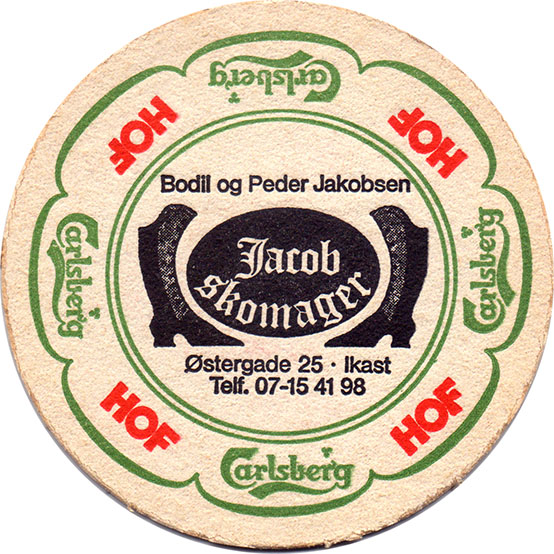 Carlsberg
HOF
HOF
Bodil og Peder Jakobsen
Carlsberg
Jacob
skomager
Carlsberg
Østergade 25 · Ikast
Telf. 07-15 41 98
HOF
HOF
Carlsberg